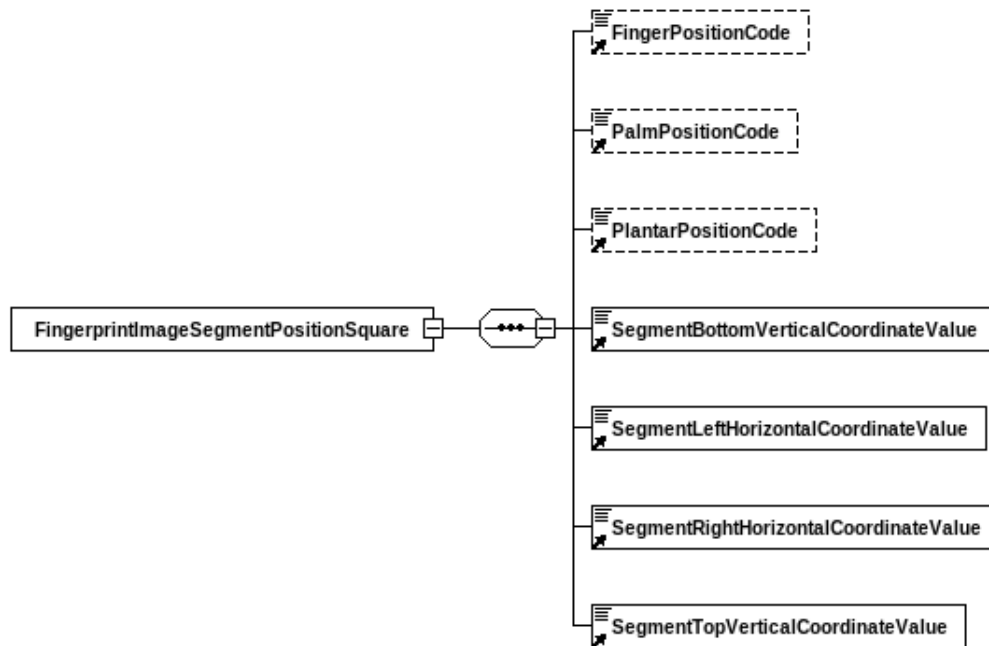 FingerPositionCode
PalmPositionCode
PlantarPositionCode
FingerprintImageSegmentPositionSquare
SegmentBottomVerticalCoordinateValue
SegmentLeftHorizontalCoordinateValue
SegmentRightHorizontalCoordinateValue
SegmentTopVerticalCoordinateValue